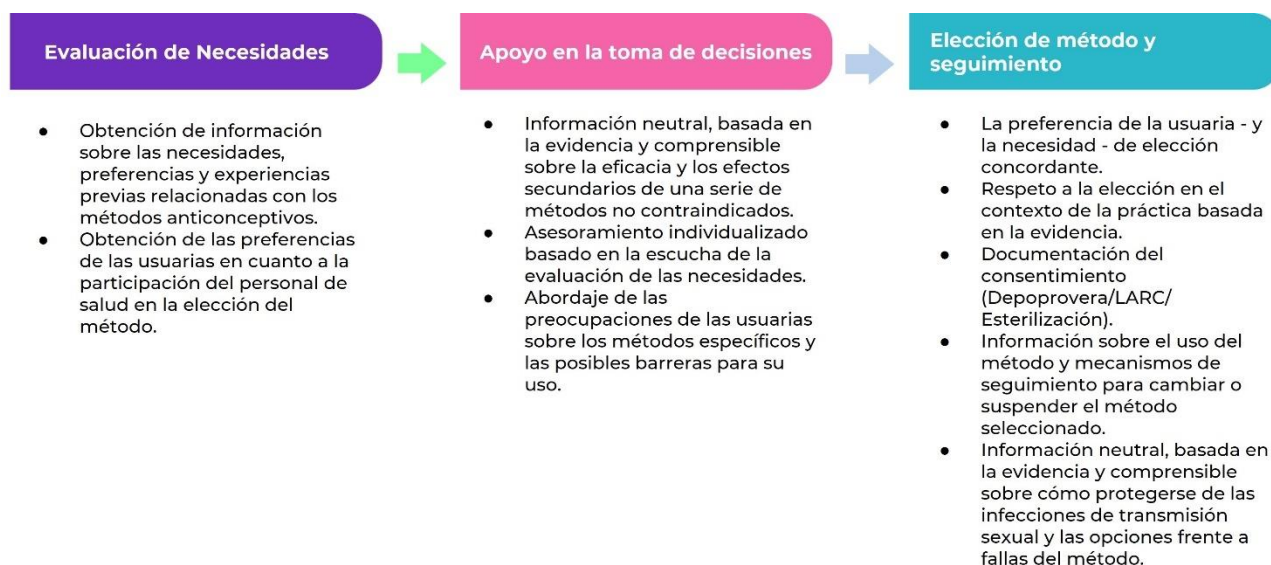 Evaluación de Necesidades
● Obtención de información
sobre las necesidades,
preferencias y experiencias
previas relacionadas con los
métodos anticonceptivos.
● Obtención de las preferencias
de las usuarias en cuanto a la
participación del personal de
salud en la elección del
método.
Apoyo en la toma de decisiones
● Información neutral, basada en
la evidencia y comprensible
sobre la eficacia y los efectos
secundarios de una serie de
métodos no contraindicados.
● Asesoramiento individualizado
basado en la escucha de la
evaluación de las necesidades.
● Abordaje de las
preocupaciones de las usuarias
sobre los métodos específicos y
las posibles barreras para su
uso.
Elección de método y
seguimiento
● La preferencia de la usuaria - y
la necesidad - de elección
concordante.
● Respeto a la elección en el
contexto de la práctica basada
en la evidencia.
● Documentación del
consentimiento
(Depoprovera/LARC/
Esterilización).
● Información sobre el uso del
método y mecanismos de
seguimiento para cambiar o
suspender el método
seleccionado.
● Información neutral, basada en
la evidencia y comprensible
sobre cómo protegerse de las
infecciones de transmisión
sexual y las opciones frente a
fallas del método.